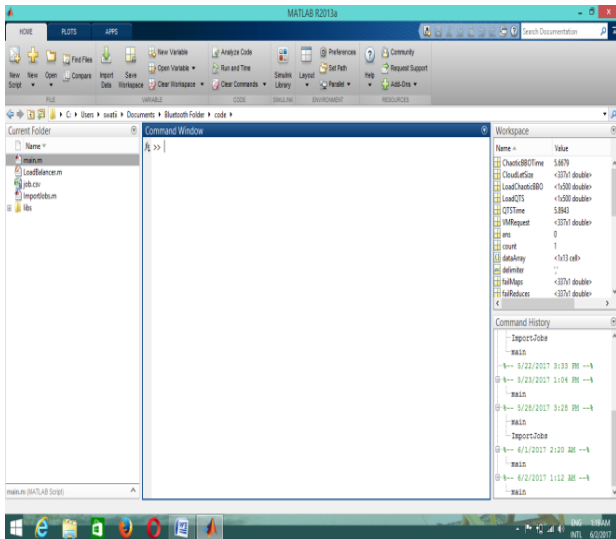 MATLAB R2013a
HOME PLOTS APPS
Search Documentation
New Script
New
Open
Find Files
Compare
Import Data
Save Workspace
New Variable
Open Variable
Clear Workspace
Analyze Code
Run and Time
Clear Commands
Simulink Library
Layout
Preferences
Set Path
Parallel
Help
Community
Request Support
Add-Ons
FILE VARIABLE CODE SIMULINK ENVIRONMENT RESOURCES
C: Users swatii Documents Bluetooth Folder code
Current Folder
Name
main.m
LoadBalancer.m
job.csv
ImportJobs.m
libs
main.m (MATLAB Script)
Command Window
fx >>
Workspace
Name Value
ChaoticBBOTime 5.8679
CloudLetSize <337x1 double>
LoadChaoticBBO <1x500 double>
LoadQTS <1x500 double>
QTSTime 5.8943
VMRequest <337x1 double>
ans 0
count 1
dataArray <1x13 cell>
delimiter ','
failMaps <337x1 double>
failReduces <337x1 double>
Command History
ImportJobs
main
%-- 5/22/2017 3:33 PM --%
%-- 5/23/2017 1:04 PM --%
main
%-- 5/28/2017 3:28 PM --%
main
ImportJobs
%-- 6/1/2017 2:20 AM --%
main
%-- 6/2/2017 1:12 AM --%
main
ENG 1:19 AM
INTL 6/2/2017